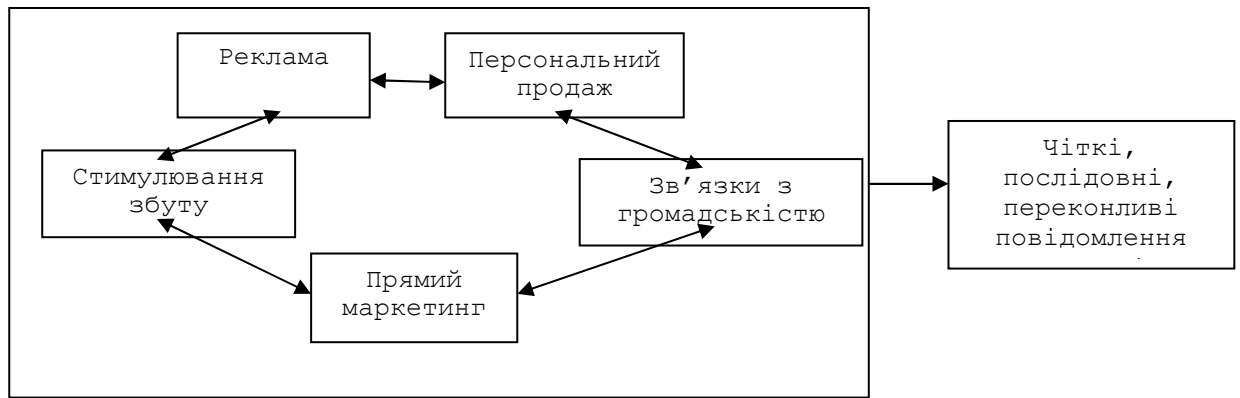 Реклама
Персональний
продаж
Стимулювання
збуту
Зв’язки з
громадськістю
Прямий
маркетинг
Чіткі,
послідовні,
переконливі
повідомлення